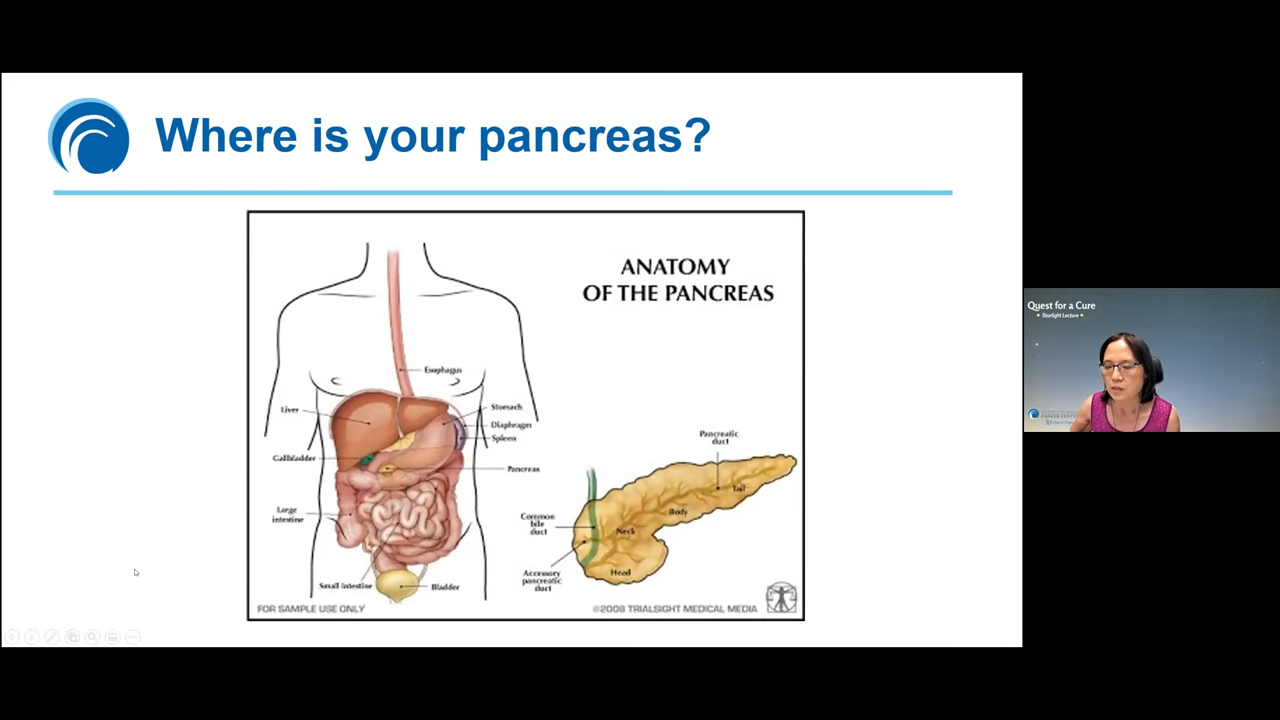 Where is your pancreas?
ANATOMY
OF THE PANCREAS
Esophagus
Liver
Stomach
Diaphragm
Spleen
Gallbladder
Pancreas
Large
intestine
Small intestine
Bladder
Pancreatic
duct
Tail
Body
Common
bile
duct
Neck
Accessory
pancreatic
duct
Head
FOR SAMPLE USE ONLY
©2008 TRIALSIGHT MEDICAL MEDIA
Quest for a Cure
Starlight Lecture
CANCER CENTER